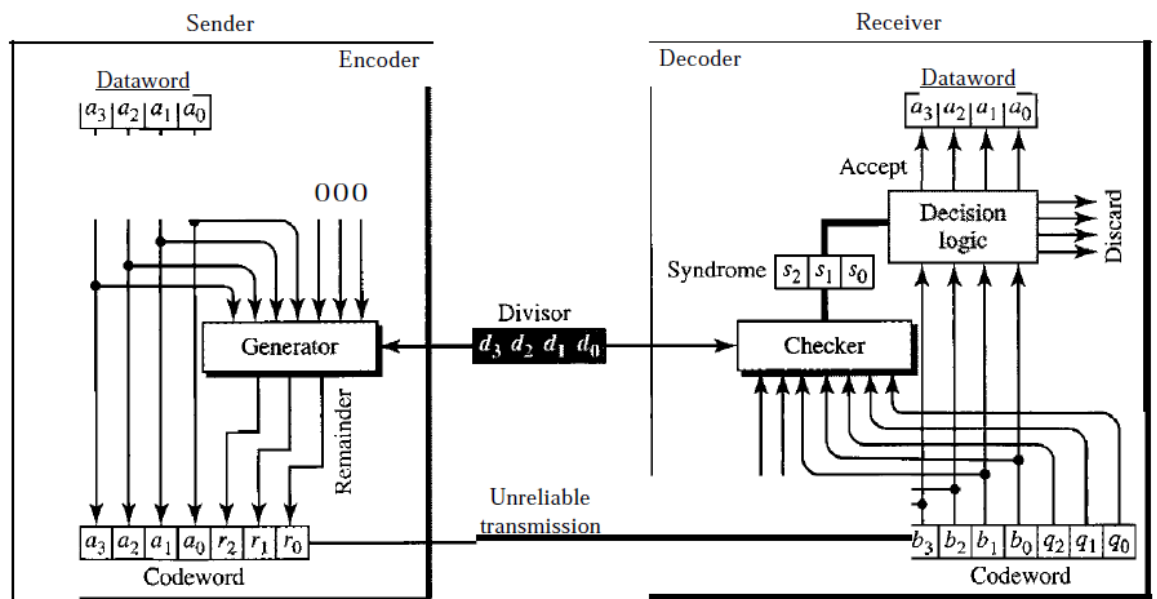 Sender
Encoder
Dataword
a3 a2 a1 a0
000
Generator
Remainder
a3 a2 a1 a0 r2 r1 r0
Codeword
Divisor
d3 d2 d1 d0
Unreliable
transmission
Receiver
Decoder
Dataword
a3 a2 a1 a0
Accept
Decision
logic
Discard
Syndrome
s2 s1 s0
Checker
b3 b2 b1 b0 q2 q1 q0
Codeword